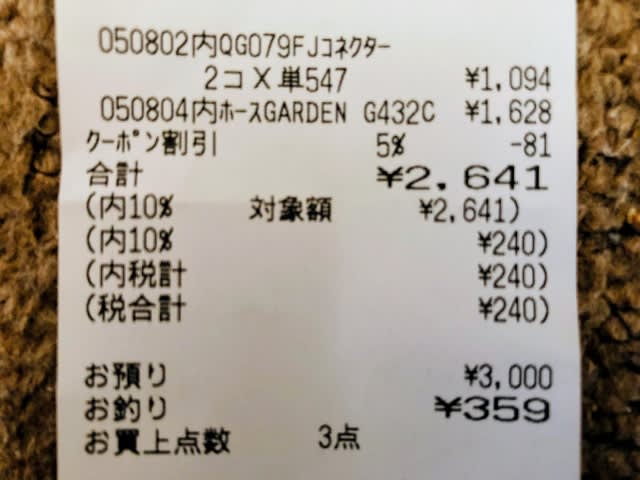 050802内QG079FJコネクター
2コX単547 ¥1,094
050804内ホースGARDEN G432C ¥1,628
クーポン割引 5% -81
合計 ¥2,641
(内10% 対象額 ¥2,641)
(内10% ¥240)
(内税計 ¥240)
(税合計 ¥240)
お預り ¥3,000
お釣り ¥359
お買上点数 3点